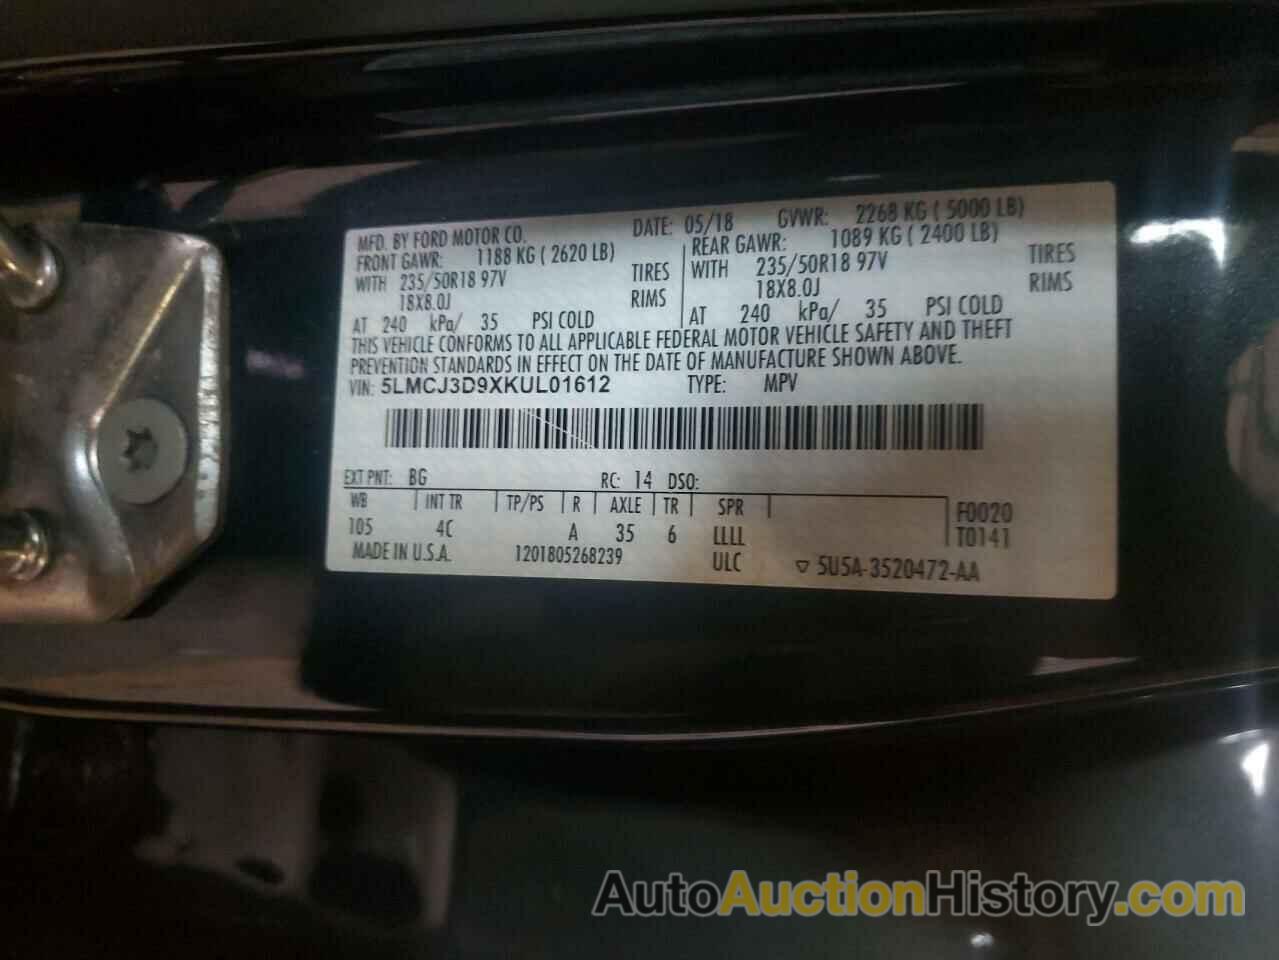 MFD. BY FORD MOTOR CO. DATE: 05/18 GVWR: 2268 KG ( 5000 LB)
FRONT GAWR: 1188 KG ( 2620 LB) REAR GAWR: 1089 KG ( 2400 LB)
WITH 235/50R18 97V TIRES WITH 235/50R18 97V TIRES
18X8.0J RIMS 18X8.0J RIMS
AT 240 kPa/ 35 PSI COLD AT 240 kPa/ 35 PSI COLD
THIS VEHICLE CONFORMS TO ALL APPLICABLE FEDERAL MOTOR VEHICLE SAFETY AND THEFT
PREVENTION STANDARDS IN EFFECT ON THE DATE OF MANUFACTURE SHOWN ABOVE.
VIN: 5LMCJ3D9XKUL01612 TYPE: MPV
EXT PNT: BG RC: 14 DSO:
WB INT TR TP/PS R AXLE TR SPR F0020
105 4C A 35 6 LLLL T0141
MADE IN U.S.A. 1201805268239 ULC ▽ 5U5A-3520472-AA
AutoAuctionHistory.com